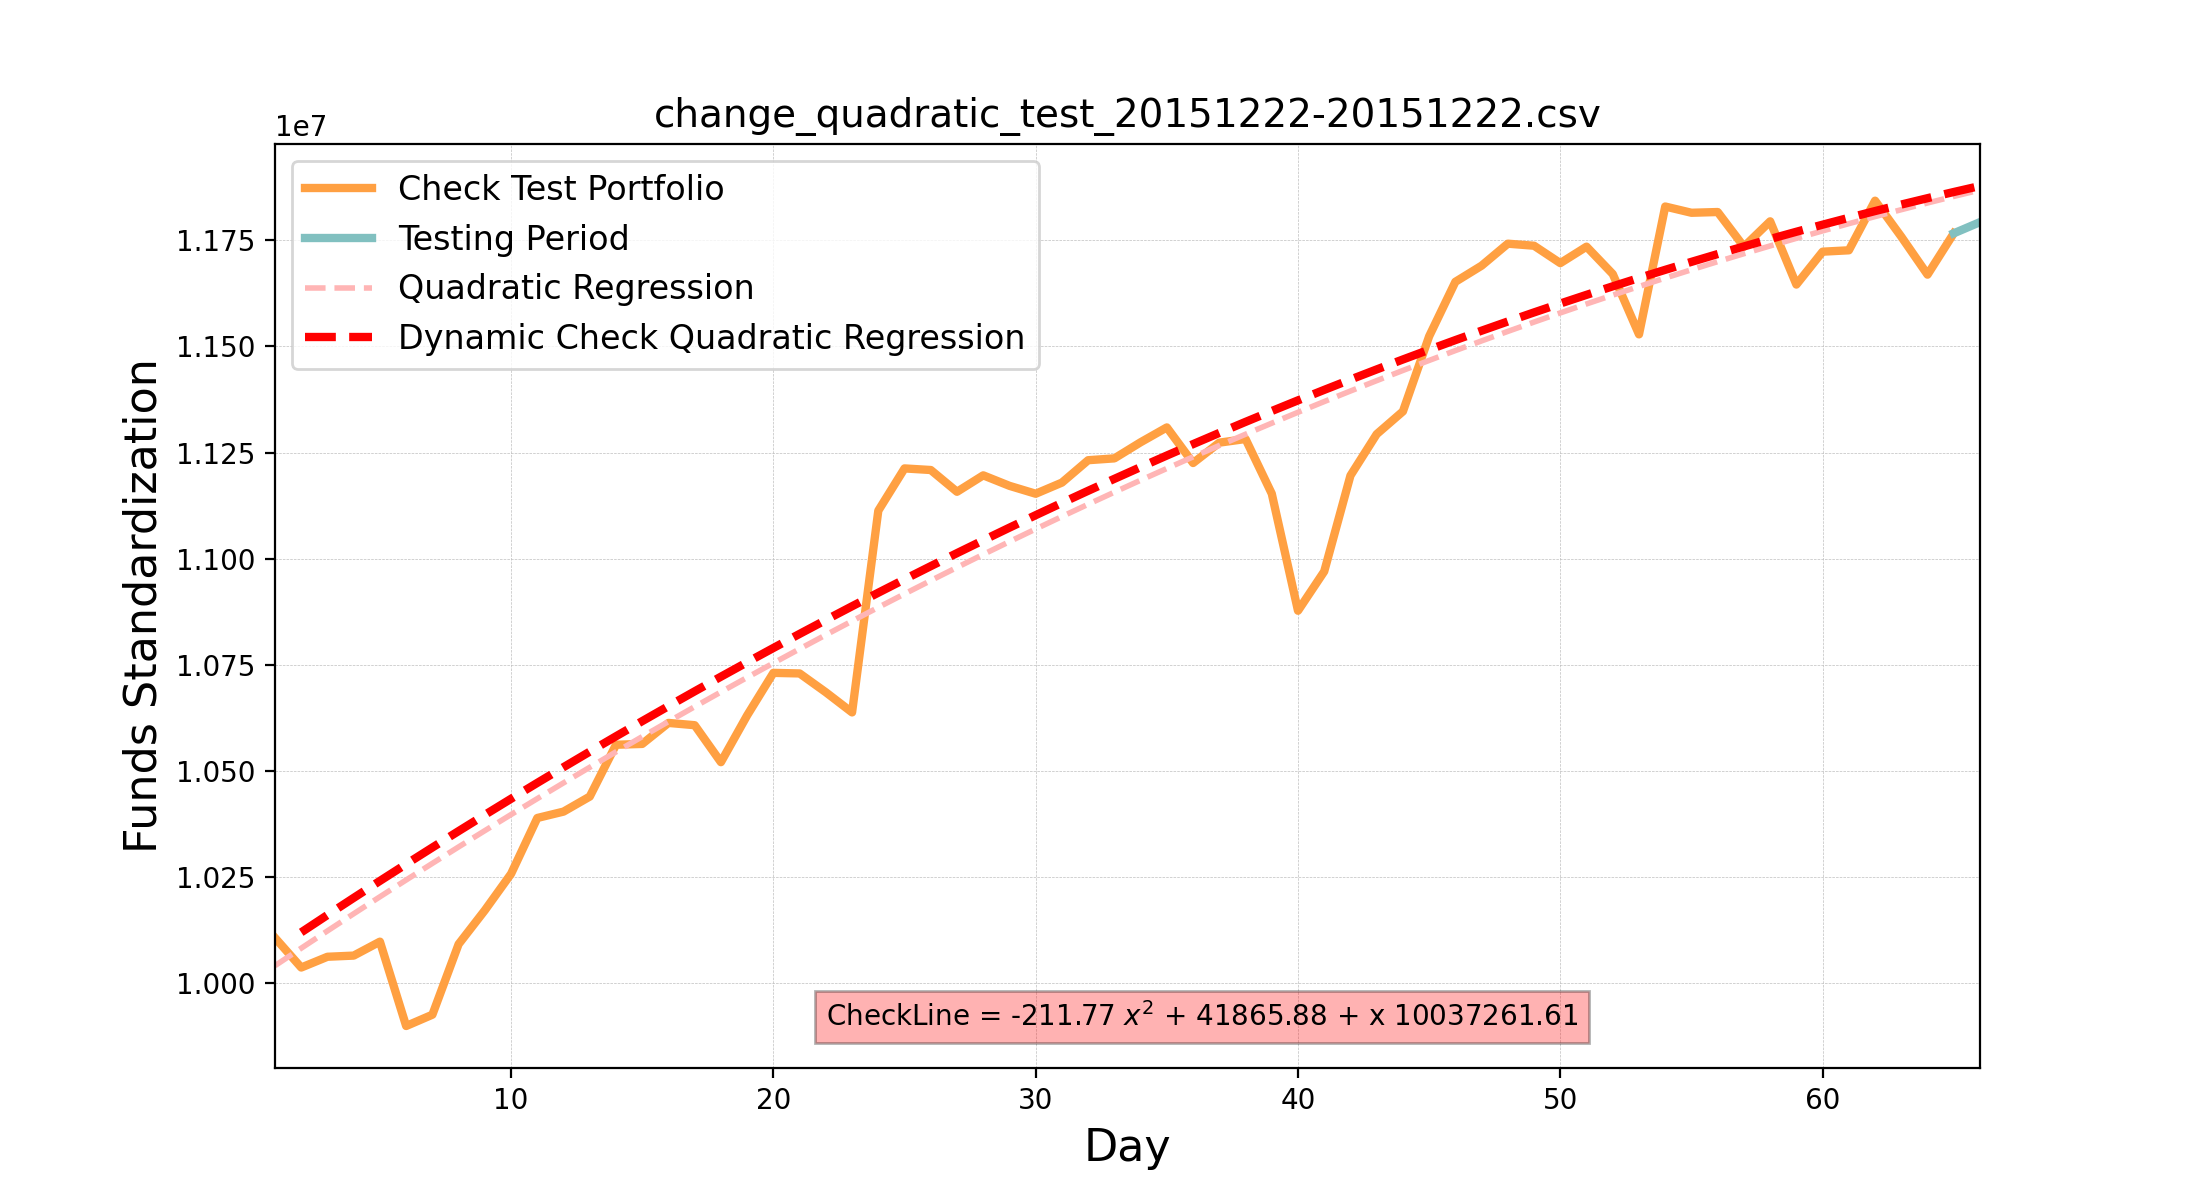 change_quadratic_test_20151222-20151222.csv
1e7
Check Test Portfolio
Testing Period
Quadratic Regression
Dynamic Check Quadratic Regression
Funds Standardization
1.175
1.150
1.125
1.100
1.075
1.050
1.025
1.000
CheckLine = -211.77 x² + 41865.88 + x 10037261.61
10 20 30 40 50 60
Day